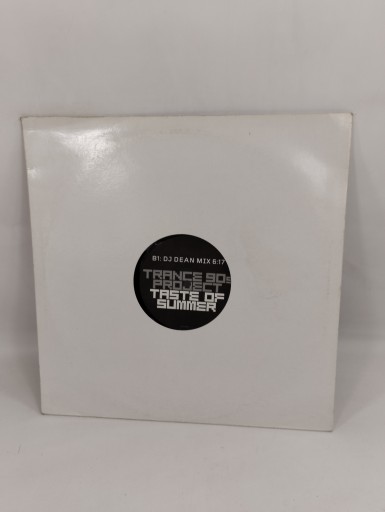 B1: DJ DEAN MIX 6:17
TRANCE 90s
PROJECT
TASTE OF
SUMMER